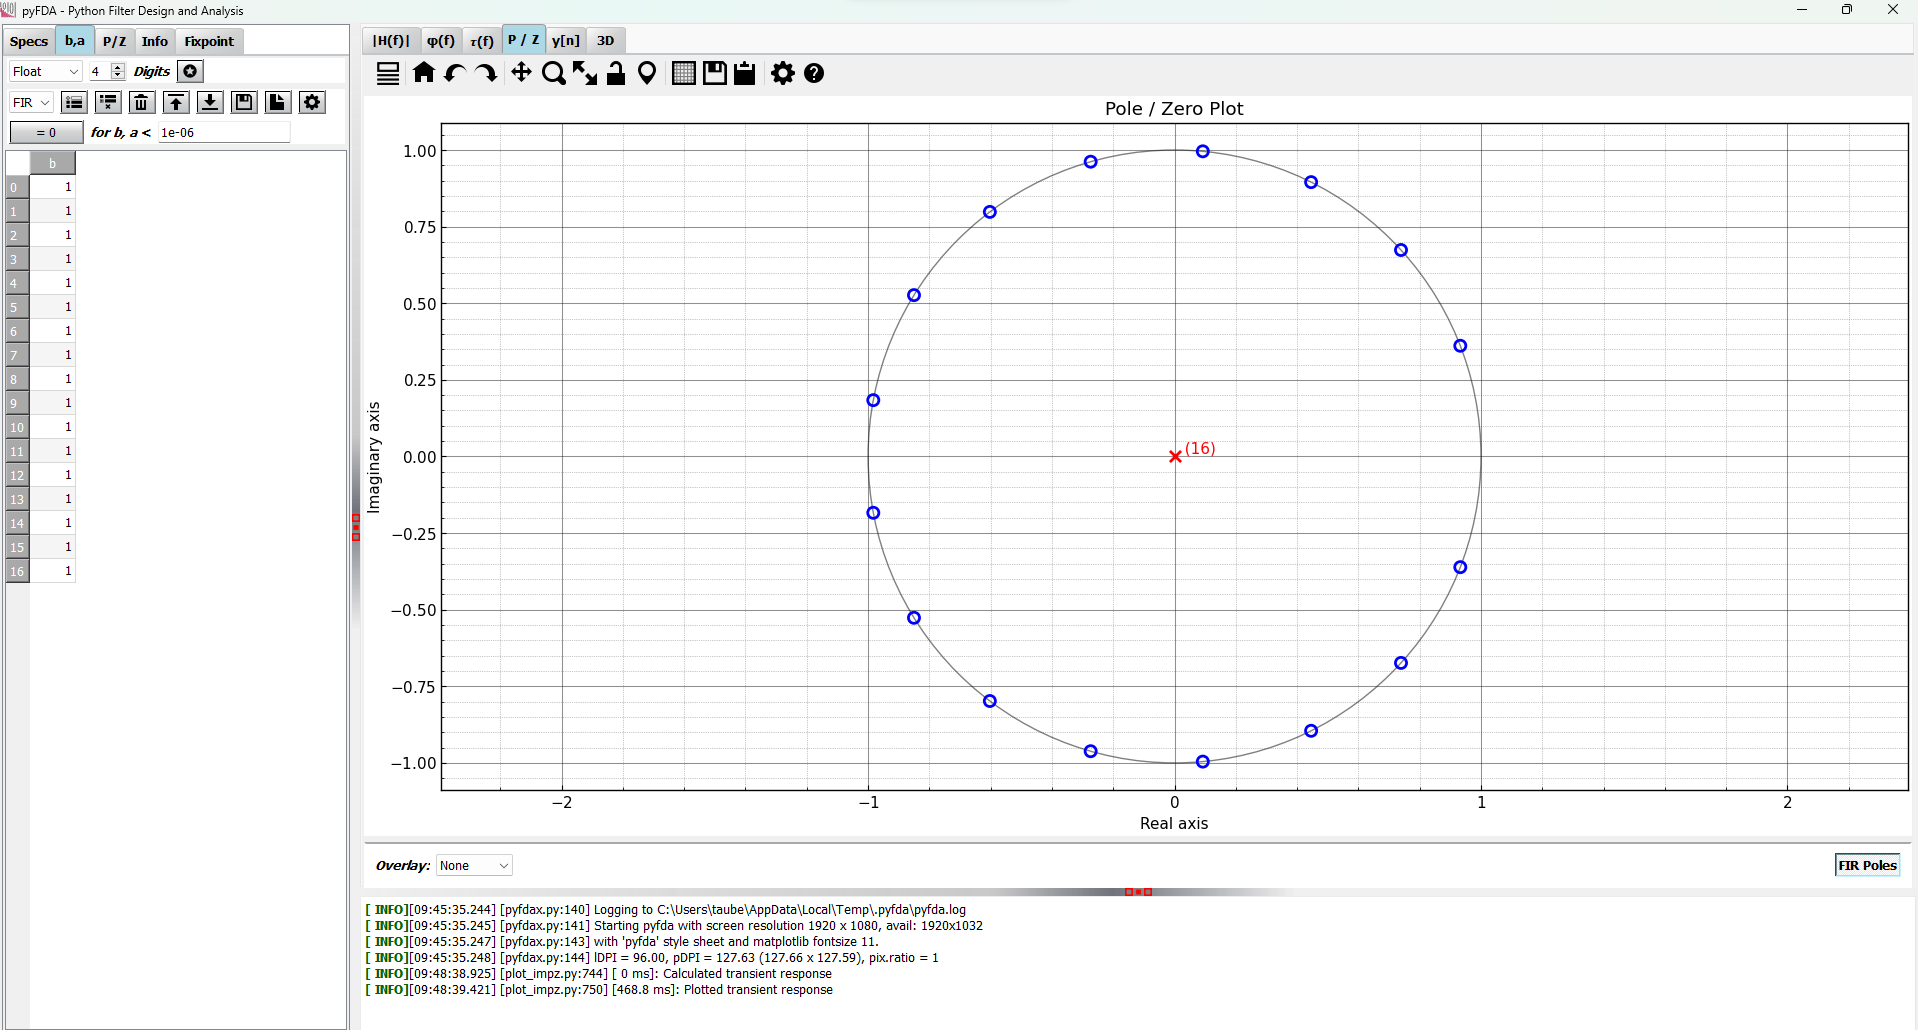 pyFDA - Python Filter Design and Analysis
Specs b,a P/Z Info Fixpoint
Float 4 Digits
FIR
= 0 for b, a < 1e-06
b
0 1
1 1
2 1
3 1
4 1
5 1
6 1
7 1
8 1
9 1
10 1
11 1
12 1
13 1
14 1
15 1
16 1
|H(f)| φ(f) τ(f) P / Z y[n] 3D
Pole / Zero Plot
1.00
0.75
0.50
0.25
0.00
−0.25
−0.50
−0.75
−1.00
Imaginary axis
(16)
−2 −1 0 1 2
Real axis
Overlay: None FIR Poles
[ INFO][09:45:35.244] [pyfdax.py:140] Logging to C:\Users\taube\AppData\Local\Temp\.pyfda\pyfda.log
[ INFO][09:45:35.245] [pyfdax.py:141] Starting pyfda with screen resolution 1920 x 1080, avail: 1920x1032
[ INFO][09:45:35.247] [pyfdax.py:143] with 'pyfda' style sheet and matplotlib fontsize 11.
[ INFO][09:45:35.248] [pyfdax.py:144] lDPI = 96.00, pDPI = 127.63 (127.66 x 127.59), pix.ratio = 1
[ INFO][09:48:38.925] [plot_impz.py:744] [ 0 ms]: Calculated transient response
[ INFO][09:48:39.421] [plot_impz.py:750] [468.8 ms]: Plotted transient response